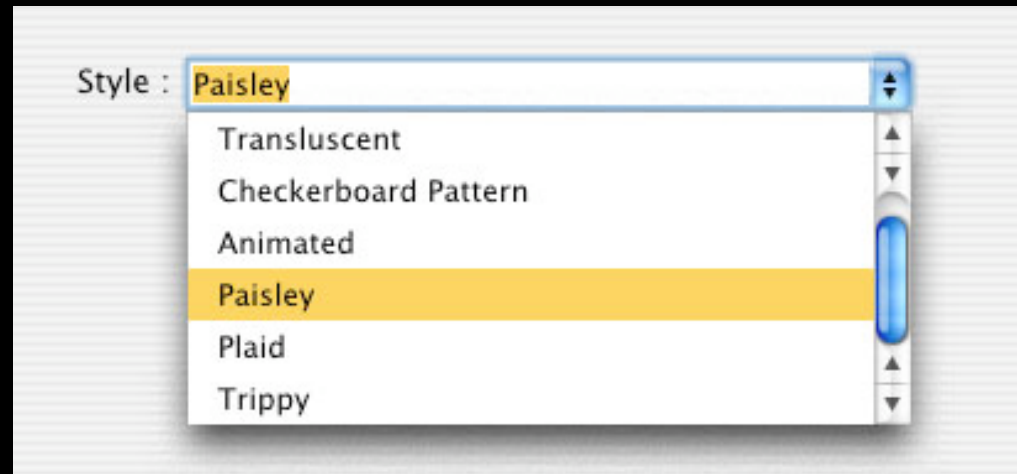 Style : Paisley
Transluscent
Checkerboard Pattern
Animated
Paisley
Plaid
Trippy